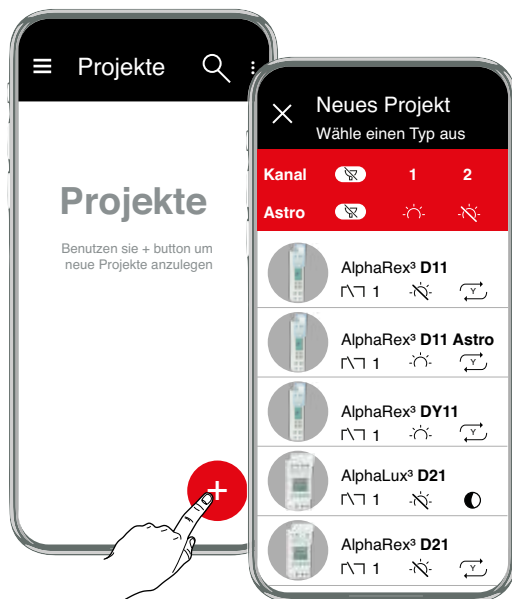 Projekte
Projekte
Benutzen sie + button um
neue Projekte anzulegen
+
Neues Projekt
Wähle einen Typ aus
Kanal 1 2
Astro
AlphaRex³ D11
1 Y
AlphaRex³ D11 Astro
1 Y
AlphaRex³ DY11
1 Y
AlphaLux³ D21
1
AlphaRex³ D21
1 Y